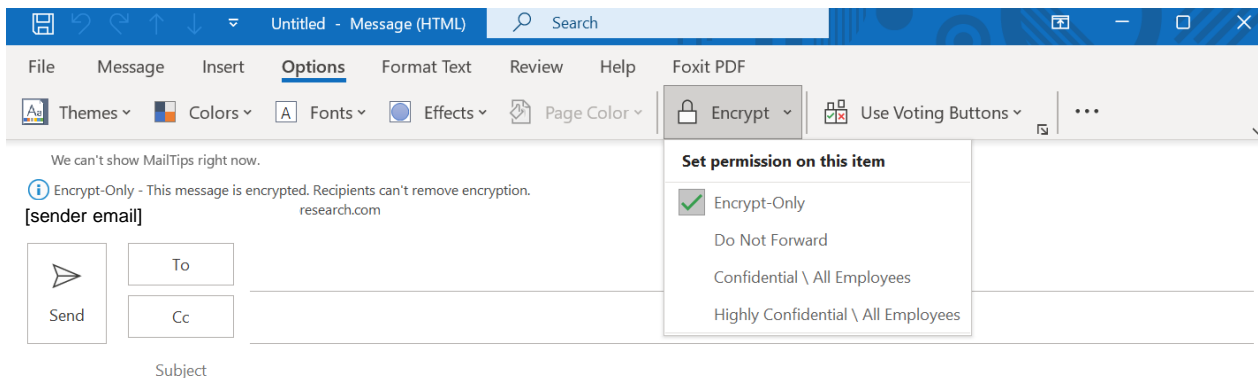 Untitled - Message (HTML) Search
File Message Insert Options Format Text Review Help Foxit PDF
Aa Themes Colors A Fonts Effects Page Color Encrypt Use Voting Buttons ...
We can't show MailTips right now.
Set permission on this item
i Encrypt-Only - This message is encrypted. Recipients can't remove encryption.
[sender email] research.com
Encrypt-Only
Do Not Forward
Confidential \ All Employees
Highly Confidential \ All Employees
To
Send
Cc
Subject